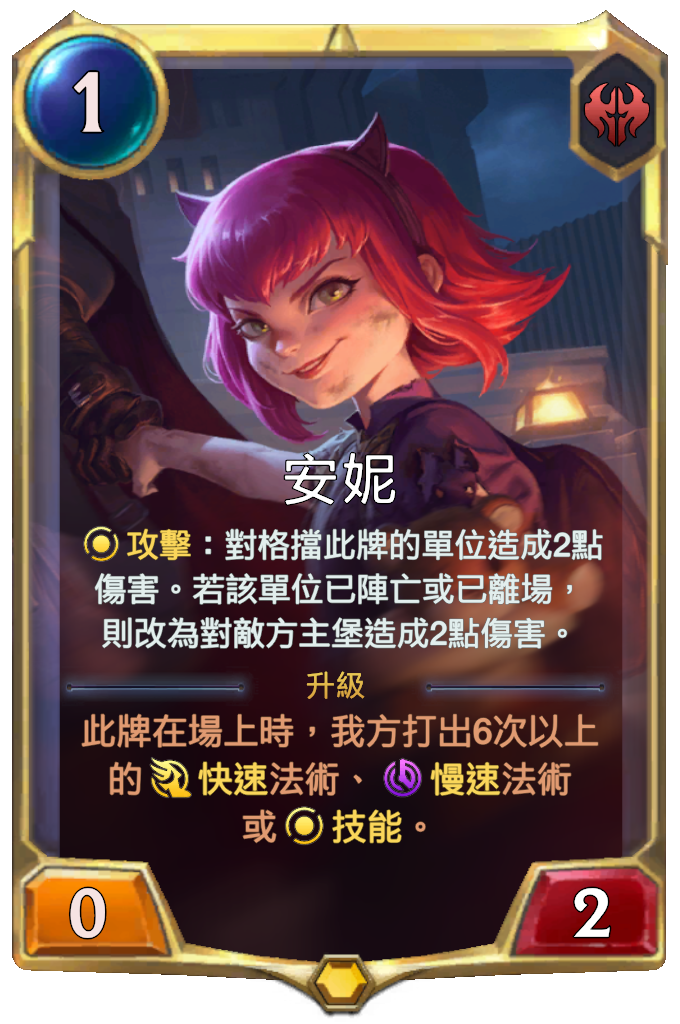 1
安妮
攻擊：對格擋此牌的單位造成2點
傷害。若該單位已陣亡或已離場，
則改為對敵方主堡造成2點傷害。
升級
此牌在場上時，我方打出6次以上
的 快速法術、 慢速法術
或 技能。
0
2